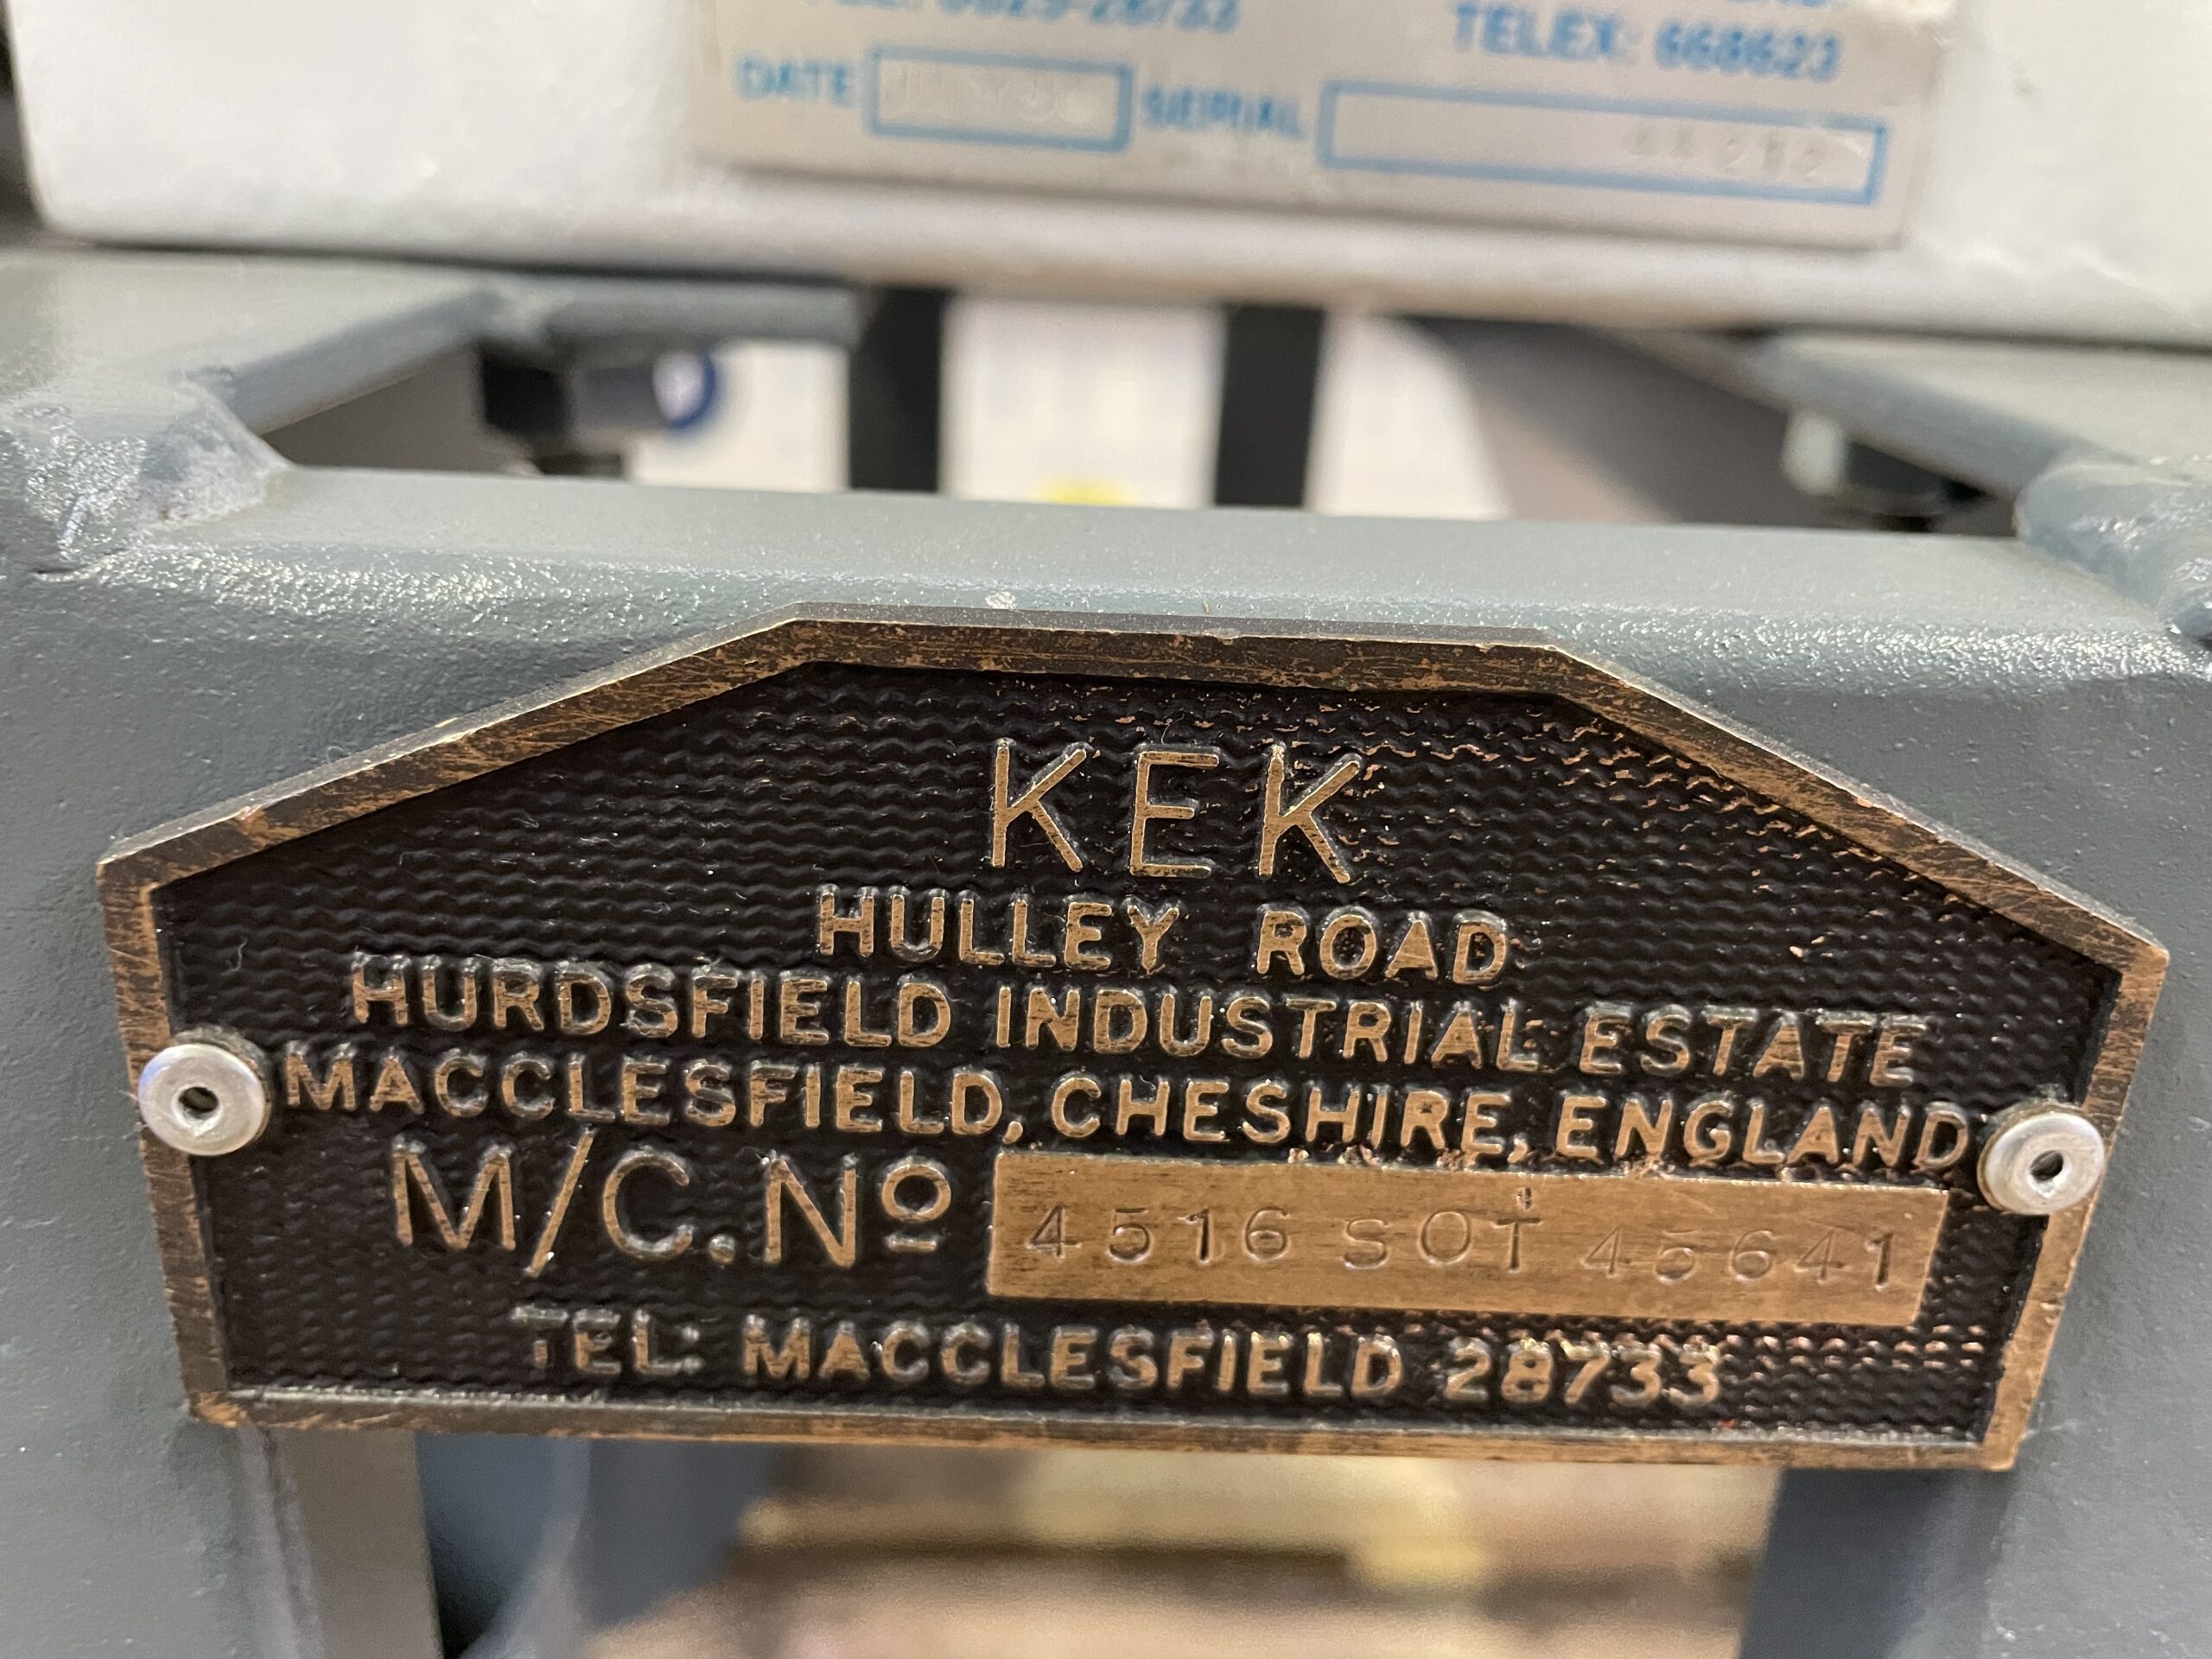 TELEX: 668623
DATE SERIAL
KEK
HULLEY ROAD
HURDSFIELD INDUSTRIAL ESTATE
MACCLESFIELD, CHESHIRE, ENGLAND
M/C.Nº 4516 SOT 45641
TEL: MACCLESFIELD 28733